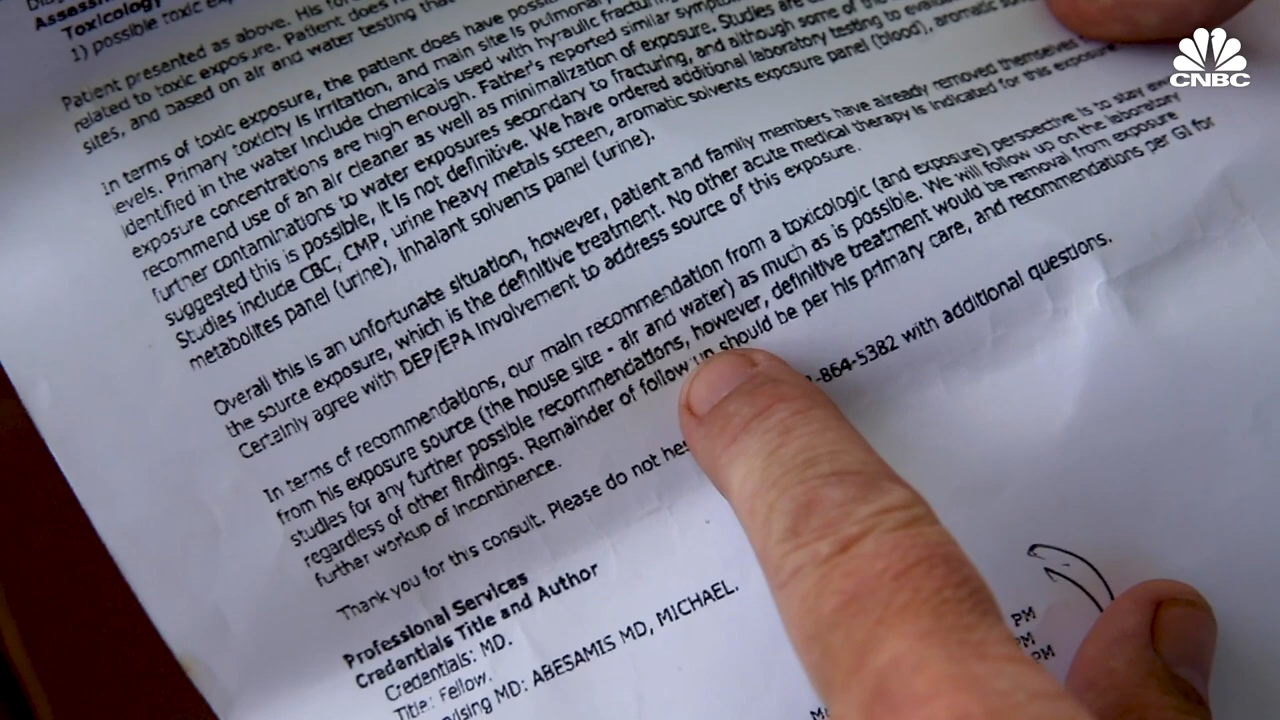 Assessm
Toxicology
1) possible toxic ex
Patient presented as above. His
related to toxic exposure. Patient does
sites, and based on air and water testing that
In terms of toxic exposure, the patient does have possi
levels. Primary toxicity is irritation, and main site is pulmonar
identified in the water include chemicals used with hyraulic fractur
exposure concentrations are high enough. Father's reported similar sympto
recommend use of an air cleaner as well as minimalization of exposure. Studies are
further contaminations to water exposures secondary to fracturing, and although some of the
suggested this is possible, it is not definitive. We have ordered additional laboratory testing to evalua
Studies include CBC, CMP, urine heavy metals screen, aromatic solvents exposure panel (blood), aromatic solv
metabolites panel (urine), inhalant solvents panel (urine).
Overall this is an unfortunate situation, however, patient and family members have already removed themselves
the source exposure, which is the definitive treatment. No other acute medical therapy is indicated for this exposure
Certainly agree with DEP/EPA involvement to address source of this exposure.
In terms of recommendations, our main recommendation from a toxicologic (and exposure) perspective is to stay
from his exposure source (the house site - air and water) as much as is possible. We will follow up on the laboratory
studies for any further possible recommendations, however, definitive treatment would be removal from exposure
regardless of other findings. Remainder of follow up should be per his primary care, and recommendations per GI for
further workup of incontinence.
Thank you for this consult. Please do not hes -864-5382 with additional questions.
Professional Services
Credentials Title and Author
Credentials: MD.
Title: Fellow.
vising MD: ABESAMIS MD, MICHAEL.
PM
PM
PM
CNBC